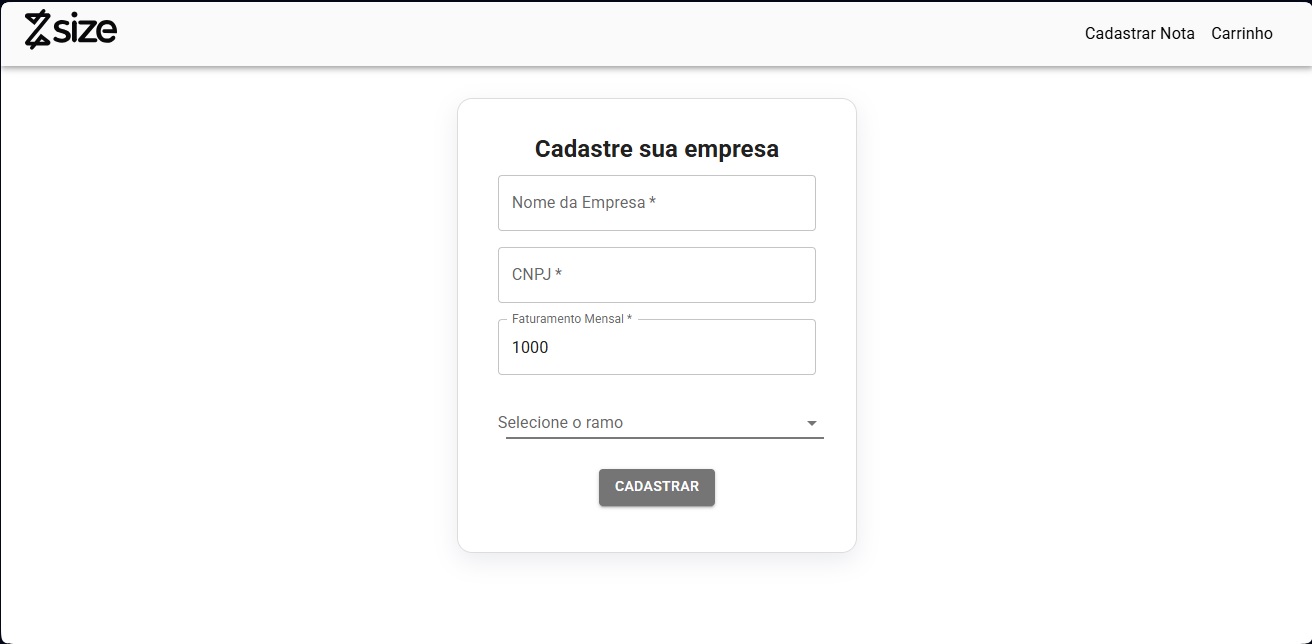 size
Cadastrar Nota
Carrinho
Cadastre sua empresa
Nome da Empresa *
CNPJ *
Faturamento Mensal *
1000
Selecione o ramo
CADASTRAR